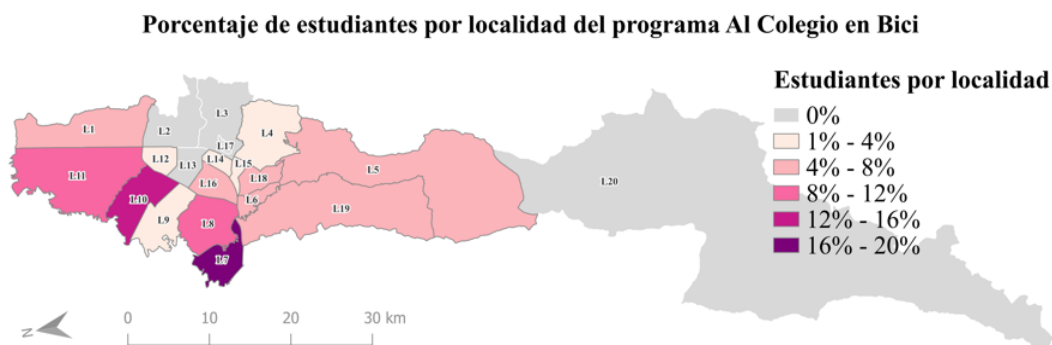 Porcentaje de estudiantes por localidad del programa Al Colegio en Bici
Estudiantes por localidad
0%
1% - 4%
4% - 8%
8% - 12%
12% - 16%
16% - 20%
L1
L2
L3
L17
L4
L12
L13
L14
L15
L11
L16
L18
L5
L20
L10
L6
L9
L8
L19
L7
N
0 10 20 30 km